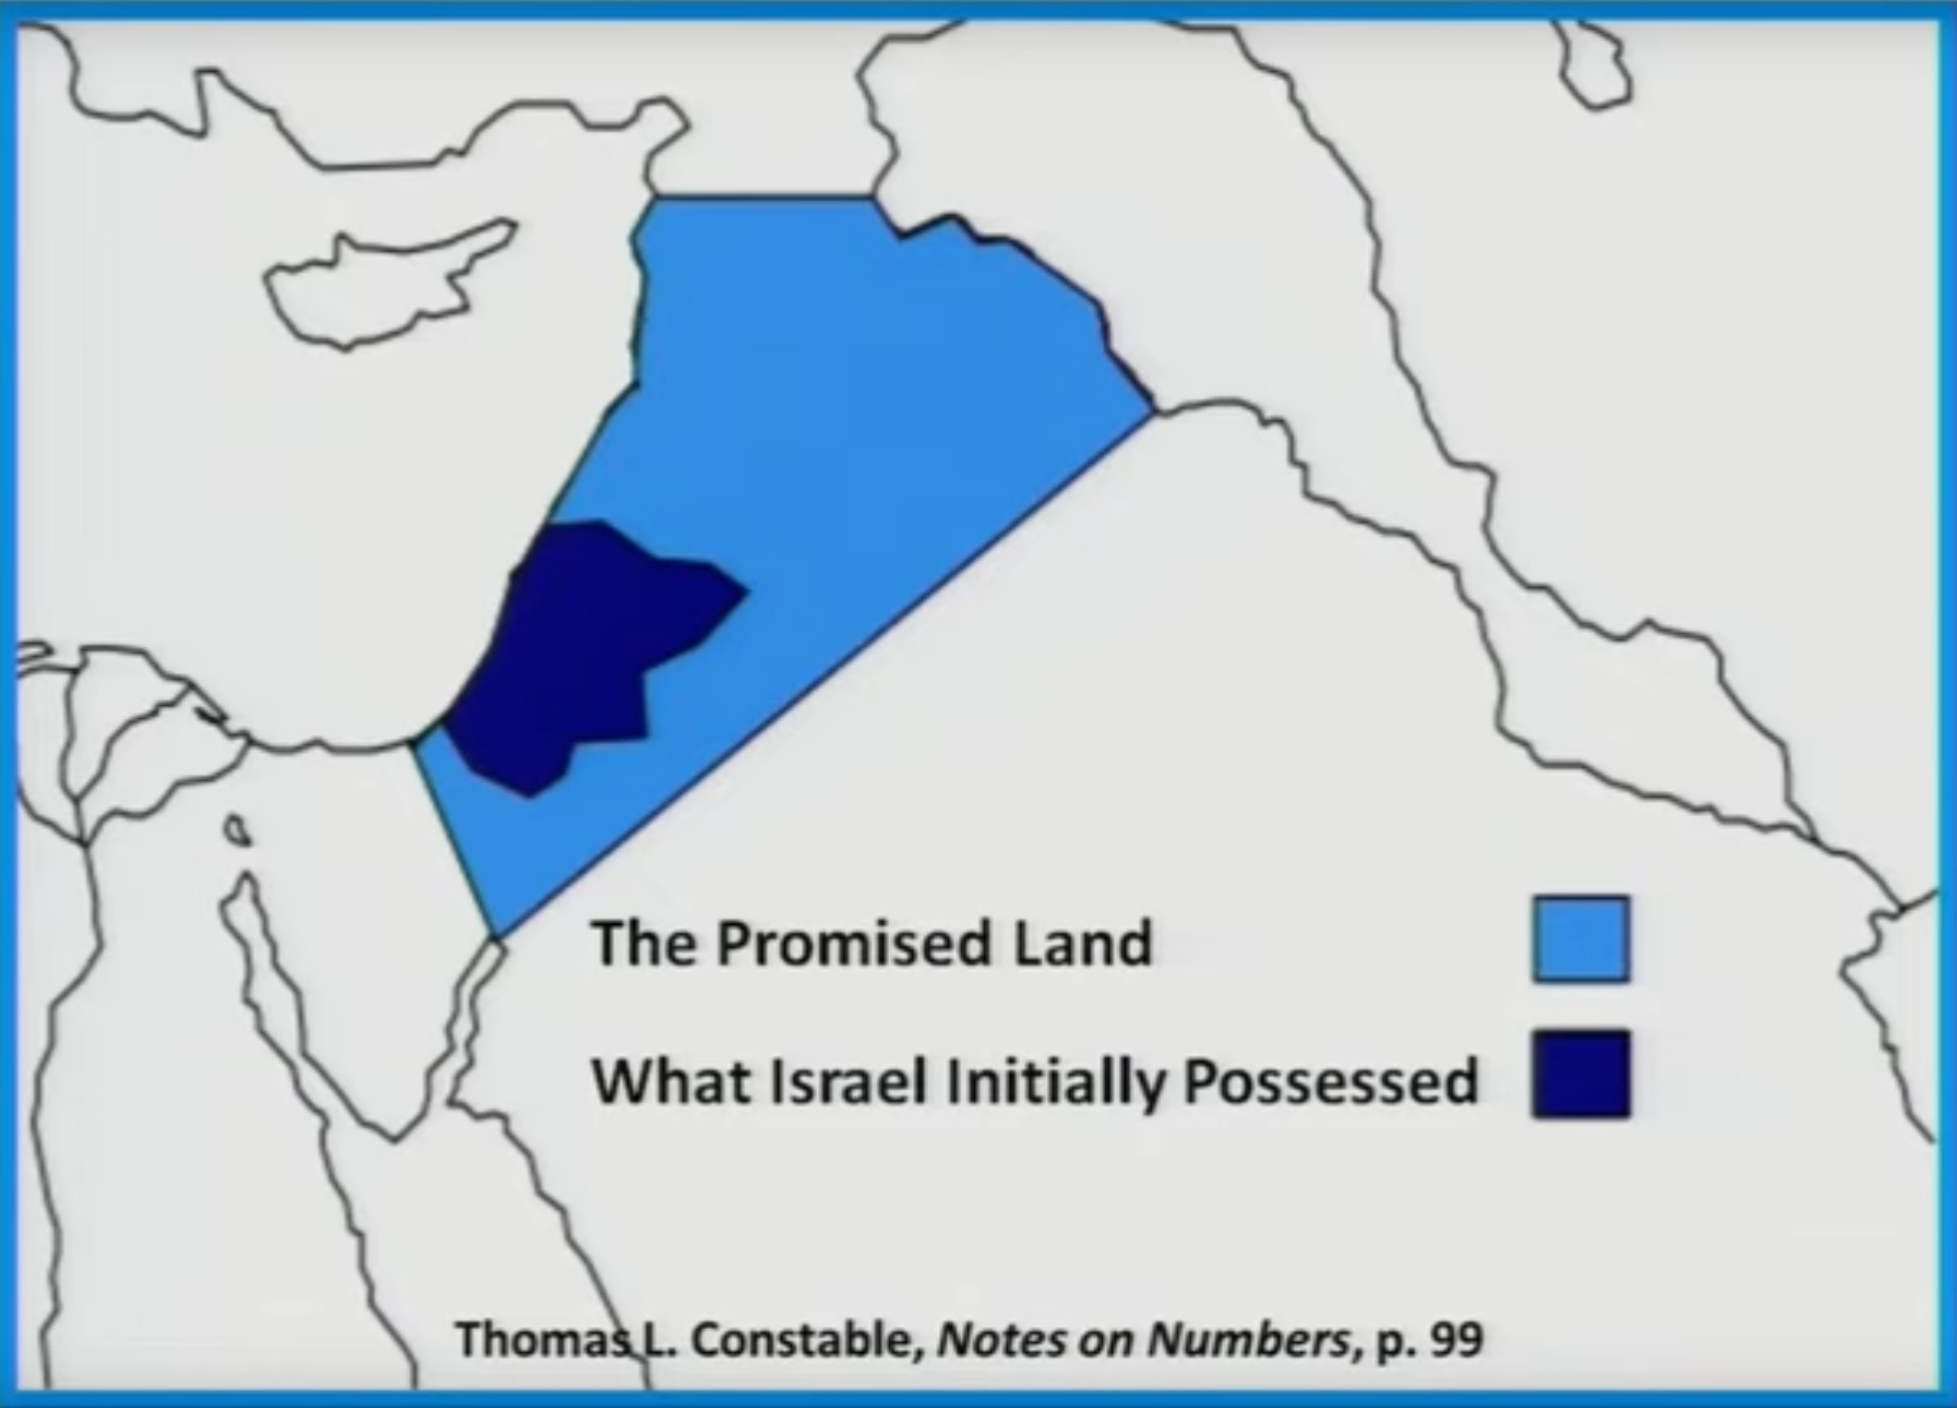 The Promised Land
What Israel Initially Possessed
Thomas L. Constable, Notes on Numbers, p. 99